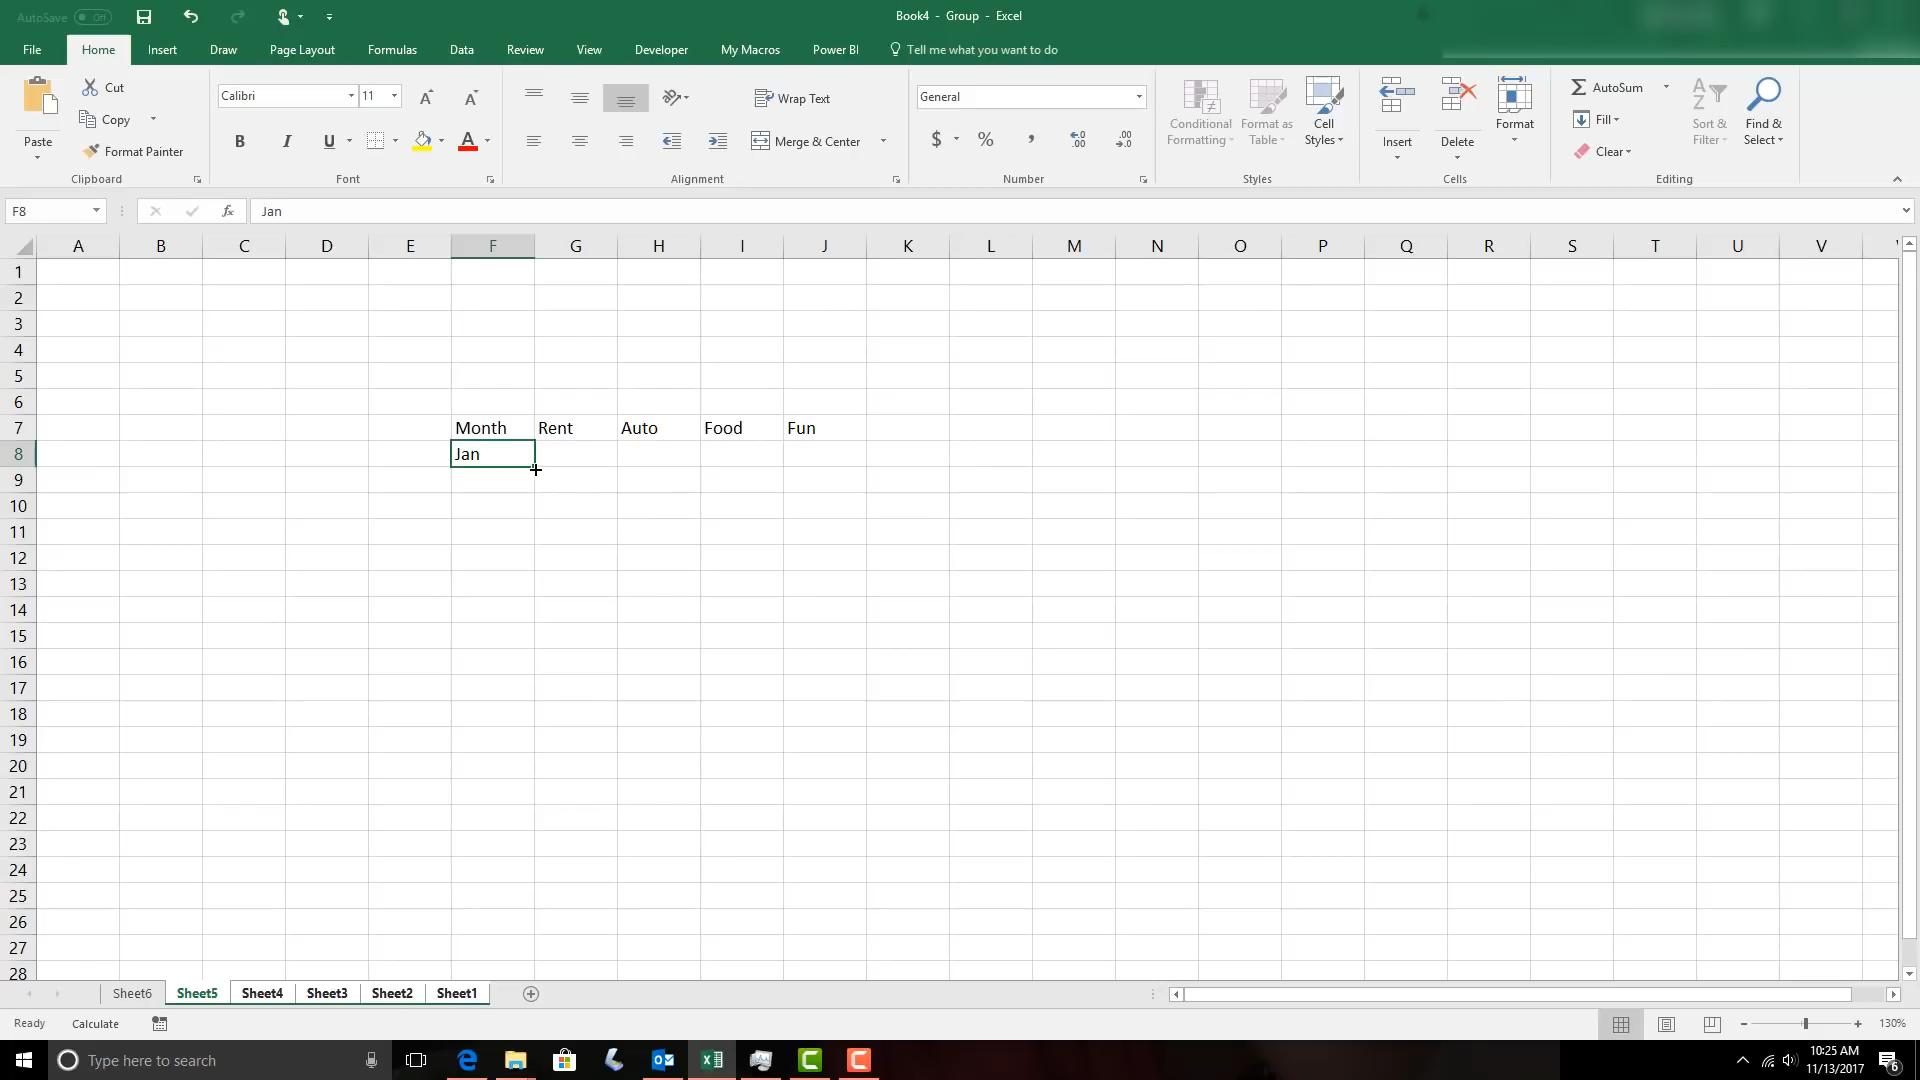 AutoSave Off
Book4 - Group - Excel
File Home Insert Draw Page Layout Formulas Data Review View Developer My Macros Power BI Tell me what you want to do
Paste
Cut
Copy
Format Painter
Clipboard
Calibri 11
B I U
Font
Wrap Text
Merge & Center
Alignment
General
$ % ,
Number
Conditional Formatting
Format as Table
Cell Styles
Styles
Insert
Delete
Format
Cells
AutoSum
Fill
Clear
Sort & Filter
Find & Select
Editing
F8 fx Jan
A B C D E F G H I J K L M N O P Q R S T U V
1
2
3
4
5
6
7 Month Rent Auto Food Fun
8 Jan
9
10
11
12
13
14
15
16
17
18
19
20
21
22
23
24
25
26
27
28
Sheet6 Sheet5 Sheet4 Sheet3 Sheet2 Sheet1
Ready Calculate 130%
Type here to search
10:25 AM
11/13/2017
6